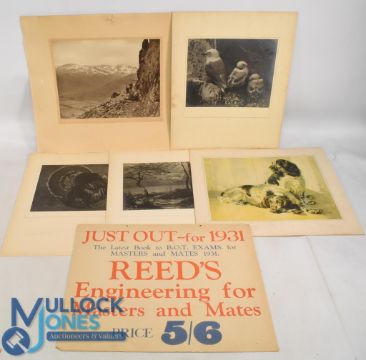 JUST OUT-for 1931
The Latest Book to B.O.T. EXAMS for
MASTERS and MATES 1931.
REED'S
Engineering for
Masters and Mates
PRICE 5/6
MULLOCK
JONES
Auctioneers & Valuers